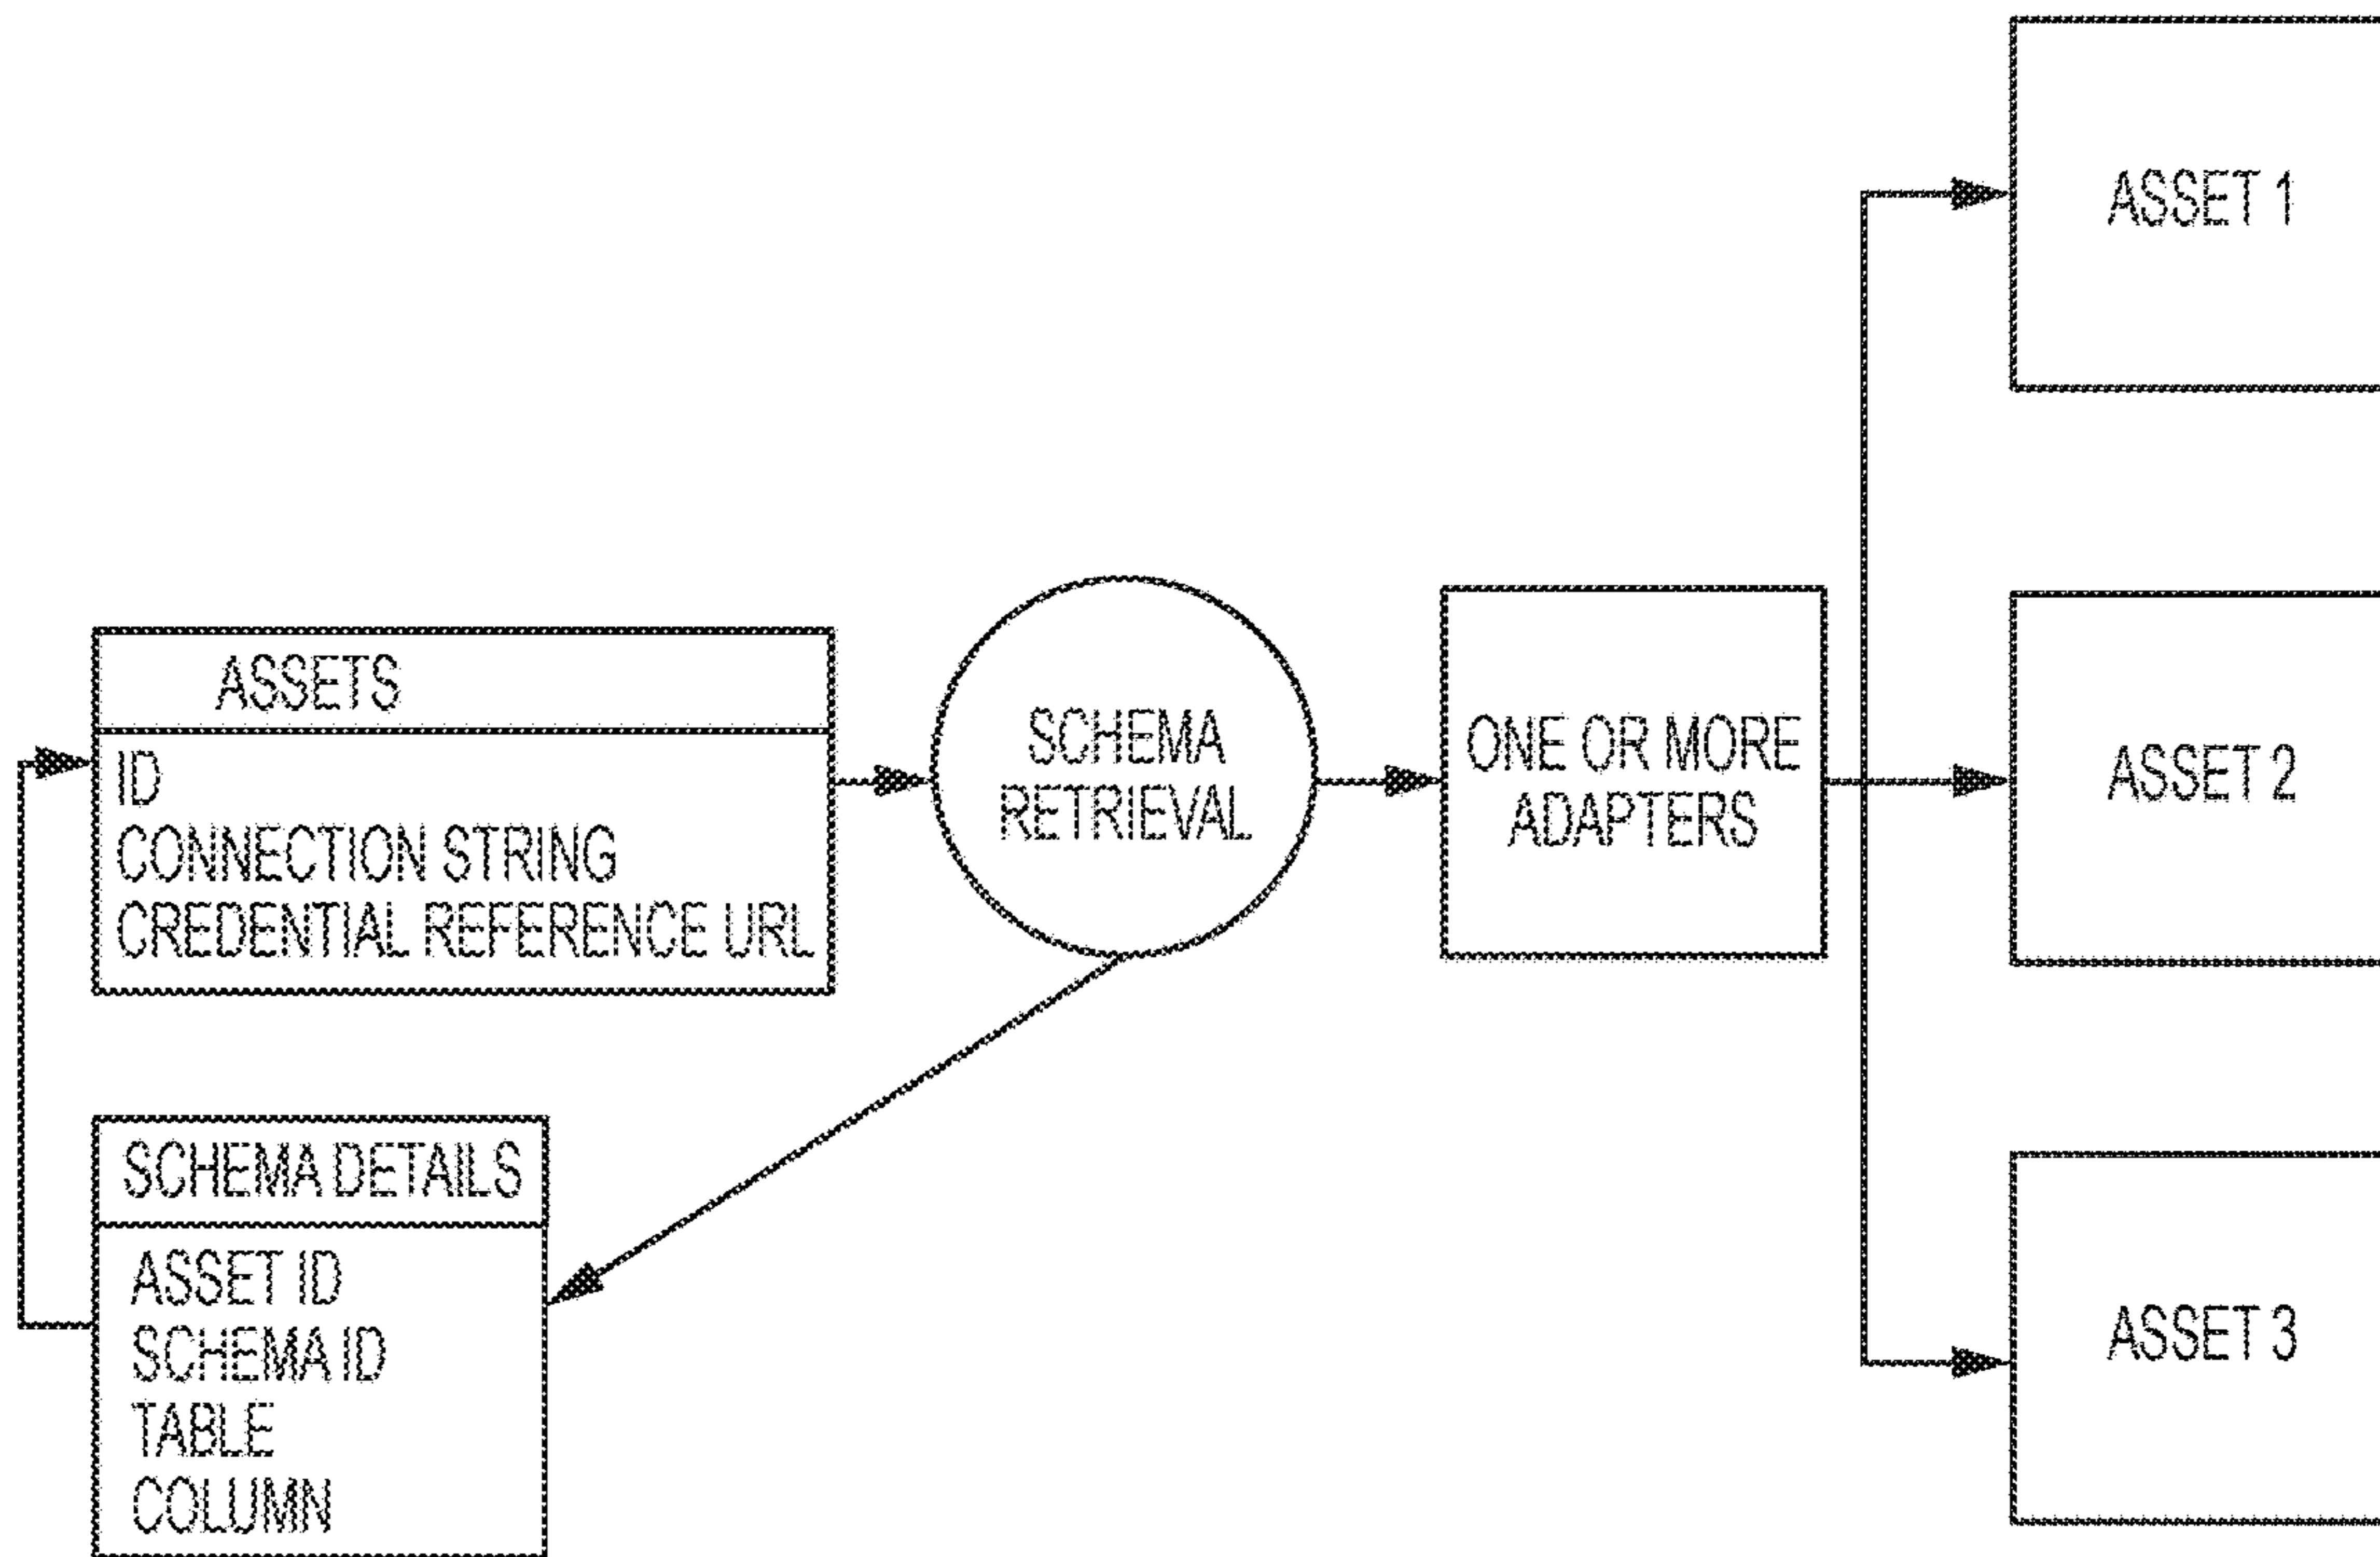 ASSETS
ID
CONNECTION STRING
CREDENTIAL REFERENCE URL
SCHEMA DETAILS
ASSET ID
SCHEMA ID
TABLE
COLUMN
SCHEMA
RETRIEVAL
ONE OR MORE
ADAPTERS
ASSET 1
ASSET 2
ASSET 3